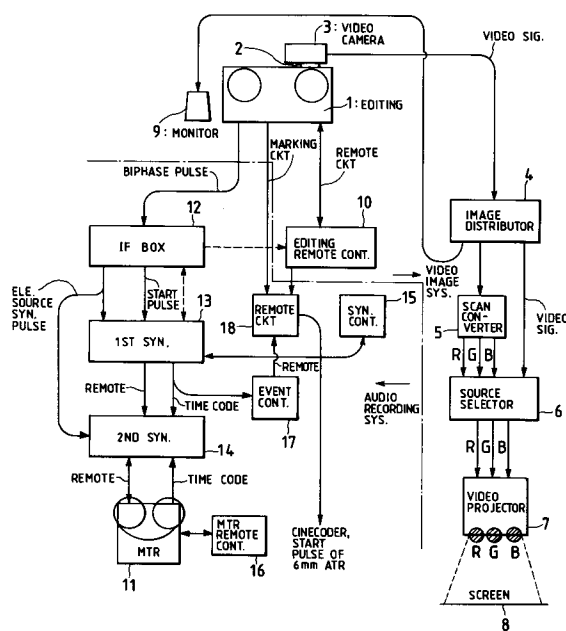 3 : VIDEO
CAMERA
2
VIDEO SIG.
1 : EDITING
9 : MONITOR
MARKING
CKT
REMOTE
CKT
BIPHASE PULSE
4
12
10
IMAGE
DISTRIBUTOR
IF BOX
EDITING
REMOTE CONT.
VIDEO
IMAGE
SYS.
ELE.
SOURCE
SYN.
PULSE
START
PULSE
13
15
18
REMOTE
CKT
SYN.
CONT.
5
SCAN
CON-
VERTER
VIDEO
SIG.
1ST SYN.
R G B
REMOTE
REMOTE
TIME CODE
EVENT
CONT.
17
AUDIO
RECORDING
SYS.
SOURCE
SELECTOR
6
2ND SYN.
14
R G B
REMOTE
TIME CODE
VIDEO
PROJECTOR
7
MTR
11
MTR
REMOTE
CONT.
16
CINECODER,
START
PULSE OF
6mm ATR
R G B
SCREEN
8